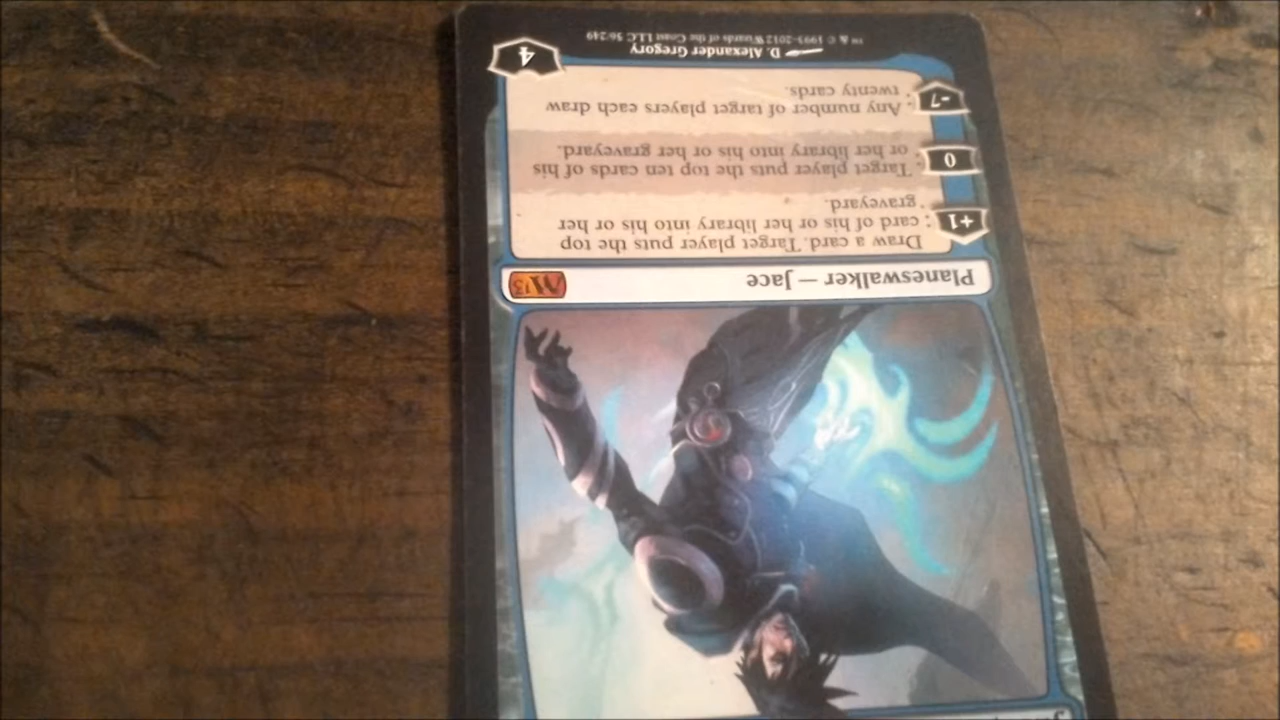 Planeswalker — Jace
M13
+1: Draw a card. Target player puts the top
card of his or her library into his or her
graveyard.
0: Target player puts the top ten cards of his
or her library into his or her graveyard.
-7: Any number of target players each draw
twenty cards.
4
D. Alexander Gregory
™ & © 1993–2012 Wizards of the Coast LLC 56/249